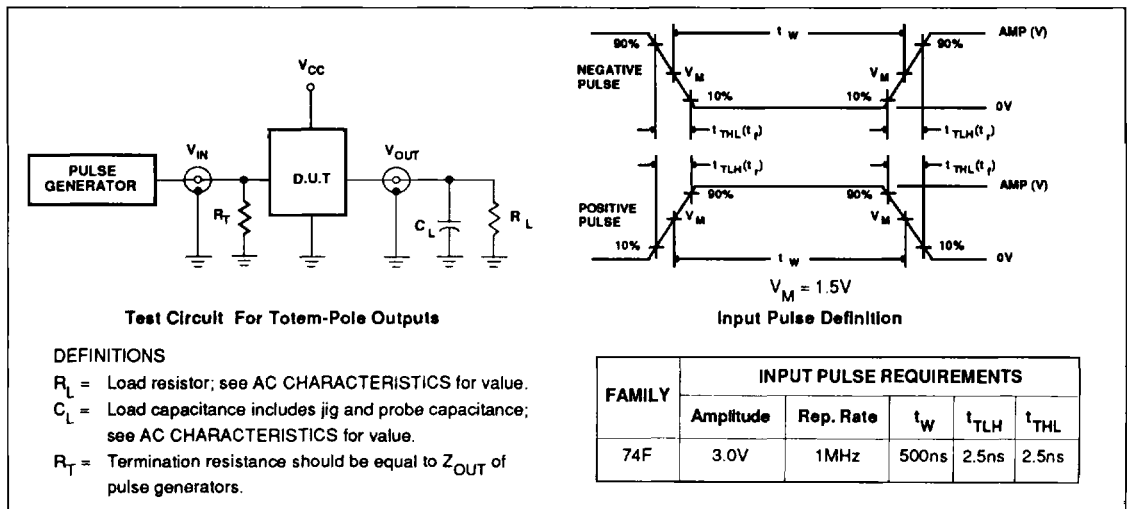 V_CC
V_IN
V_OUT
PULSE
GENERATOR
D.U.T
R_T
C_L
R_L
Test Circuit For Totem-Pole Outputs
t_W
90%
90%
AMP (V)
NEGATIVE
PULSE
V_M
V_M
10%
10%
0V
t_THL(t_f)
t_TLH(t_r)
t_TLH(t_r)
t_THL(t_f)
90%
90%
AMP (V)
POSITIVE
PULSE
V_M
V_M
10%
10%
t_W
0V
V_M = 1.5V
Input Pulse Definition
DEFINITIONS
R_L = Load resistor; see AC CHARACTERISTICS for value.
C_L = Load capacitance includes jig and probe capacitance;
see AC CHARACTERISTICS for value.
R_T = Termination resistance should be equal to Z_OUT of
pulse generators.
FAMILY INPUT PULSE REQUIREMENTS
Amplitude Rep. Rate t_W t_TLH t_THL
74F 3.0V 1MHz 500ns 2.5ns 2.5ns